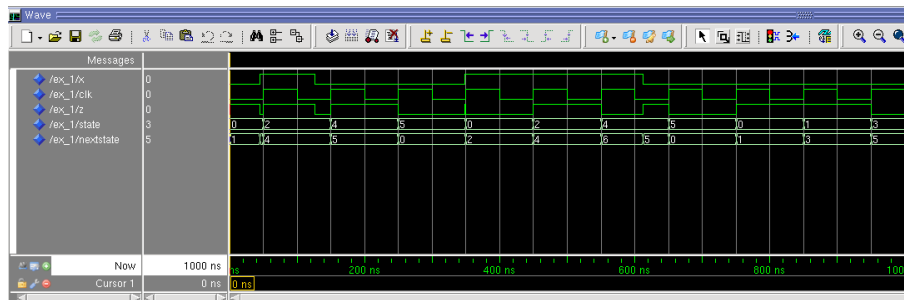 Wave
Messages
/ex_1/x 0
/ex_1/clk 0
/ex_1/z 0
/ex_1/state 3 0 2 4 5 0 2 4 5 0 1 3
/ex_1/nextstate 5 1 4 5 0 2 4 6 5 0 1 3 5
Now 1000 ns ns 200 ns 400 ns 600 ns 800 ns 100
Cursor 1 0 ns 0 ns